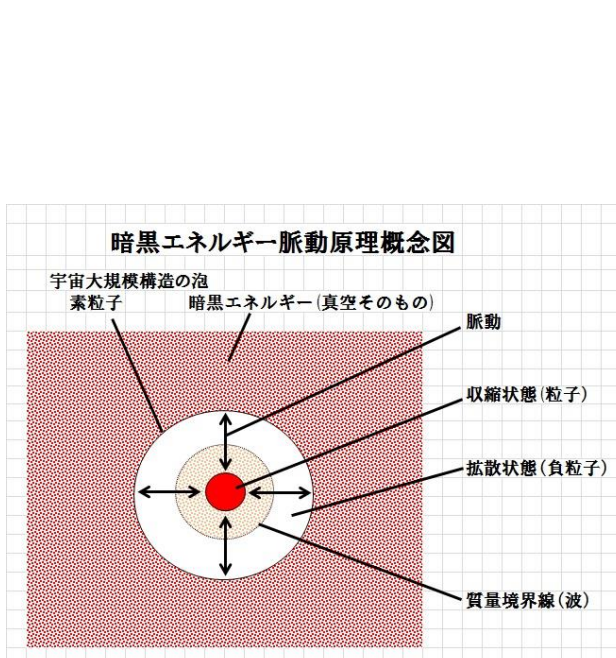 暗黒エネルギー脈動原理概念図
宇宙大規模構造の泡
素粒子
暗黒エネルギー(真空そのもの)
脈動
収縮状態(粒子)
拡散状態(負粒子)
質量境界線(波)